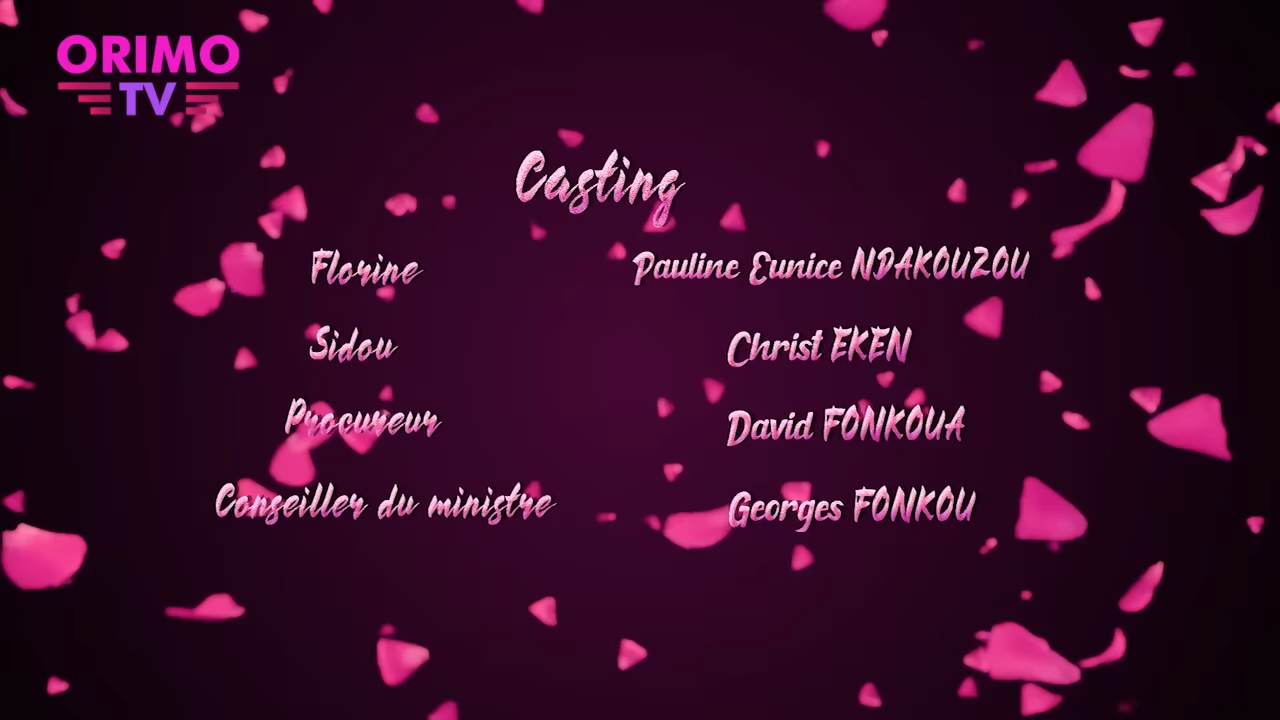 ORIMO
TV
Casting
Florine Pauline Eunice NDAKOUZOU
Sidou Christ EKEN
Procureur David FONKOUA
Conseiller du ministre Georges FONKOU